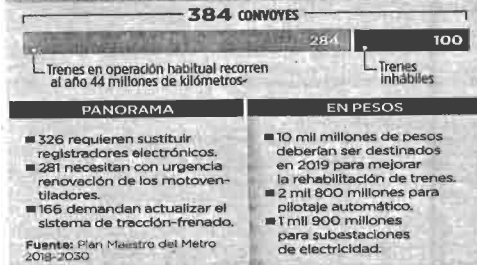 384 CONVOYES
284
100
Trenes en operación habitual recorren
al año 44 millones de kilómetros
Trenes
inhábiles
PANORAMA
326 requieren sustituir
registradores electrónicos.
281 necesitan con urgencia
renovación de los motoven-
tiladores.
166 demandan actualizar el
sistema de tracción-frenado.
Fuente: Plan Maestro del Metro
2018-2030
EN PESOS
10 mil millones de pesos
deberían ser destinados
en 2019 para mejorar
la rehabilitación de trenes.
2 mil 800 millones para
pilotaje automático.
1 mil 900 millones
para subestaciones
de electricidad.